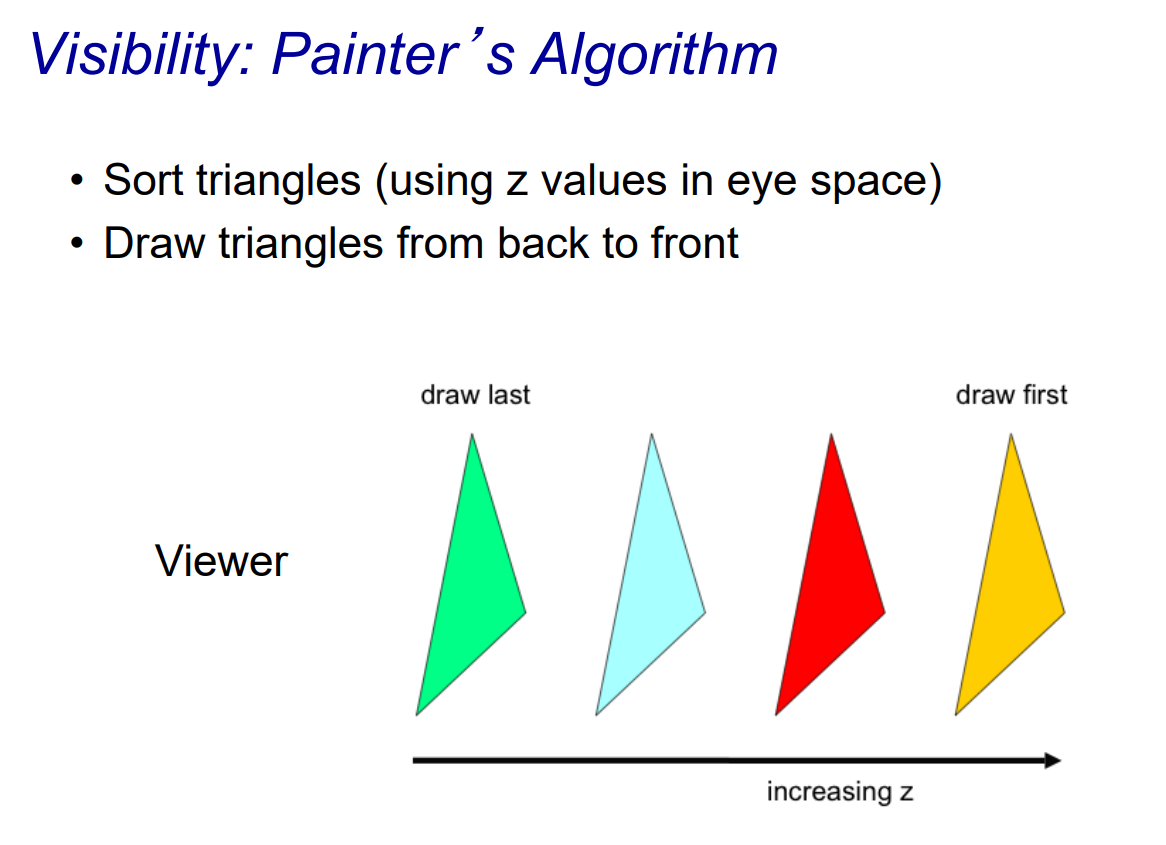 Visibility: Painter’s Algorithm
• Sort triangles (using z values in eye space)
• Draw triangles from back to front
draw last
draw first
Viewer
increasing z